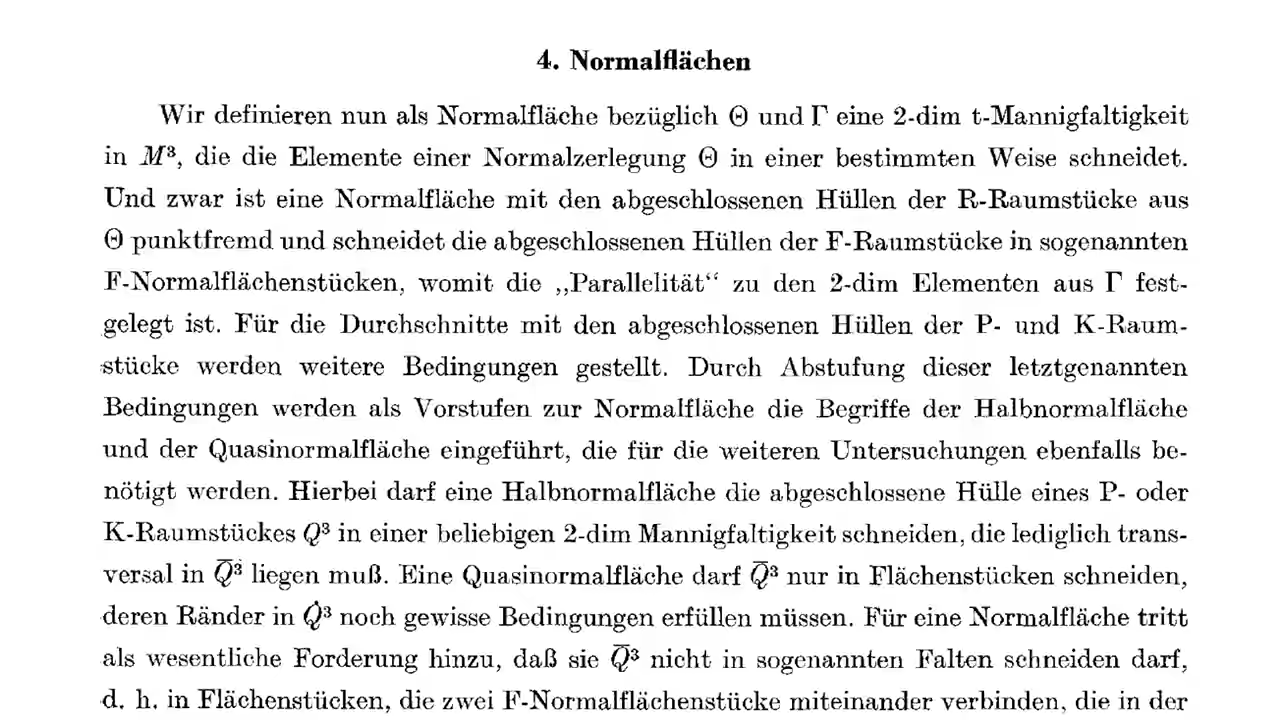 4. Normalflächen
Wir definieren nun als Normalfläche bezüglich Θ und Γ eine 2-dim t-Mannigfaltigkeit
in M³, die die Elemente einer Normalzerlegung Θ in einer bestimmten Weise schneidet.
Und zwar ist eine Normalfläche mit den abgeschlossenen Hüllen der R-Raumstücke aus
Θ punktfremd und schneidet die abgeschlossenen Hüllen der F-Raumstücke in sogenannten
F-Normalflächenstücken, womit die „Parallelität“ zu den 2-dim Elementen aus Γ fest-
gelegt ist. Für die Durchschnitte mit den abgeschlossenen Hüllen der P- und K-Raum-
stücke werden weitere Bedingungen gestellt. Durch Abstufung dieser letztgenannten
Bedingungen werden als Vorstufen zur Normalfläche die Begriffe der Halbnormalfläche
und der Quasinormalfläche eingeführt, die für die weiteren Untersuchungen ebenfalls be-
nötigt werden. Hierbei darf eine Halbnormalfläche die abgeschlossene Hülle eines P- oder
K-Raumstückes Q³ in einer beliebigen 2-dim Mannigfaltigkeit schneiden, die lediglich trans-
versal in Q̅³ liegen muß. Eine Quasinormalfläche darf Q̅³ nur in Flächenstücken schneiden,
deren Ränder in Q̇³ noch gewisse Bedingungen erfüllen müssen. Für eine Normalfläche tritt
als wesentliche Forderung hinzu, daß sie Q̅³ nicht in sogenannten Falten schneiden darf,
d. h. in Flächenstücken, die zwei F-Normalflächenstücke miteinander verbinden, die in der